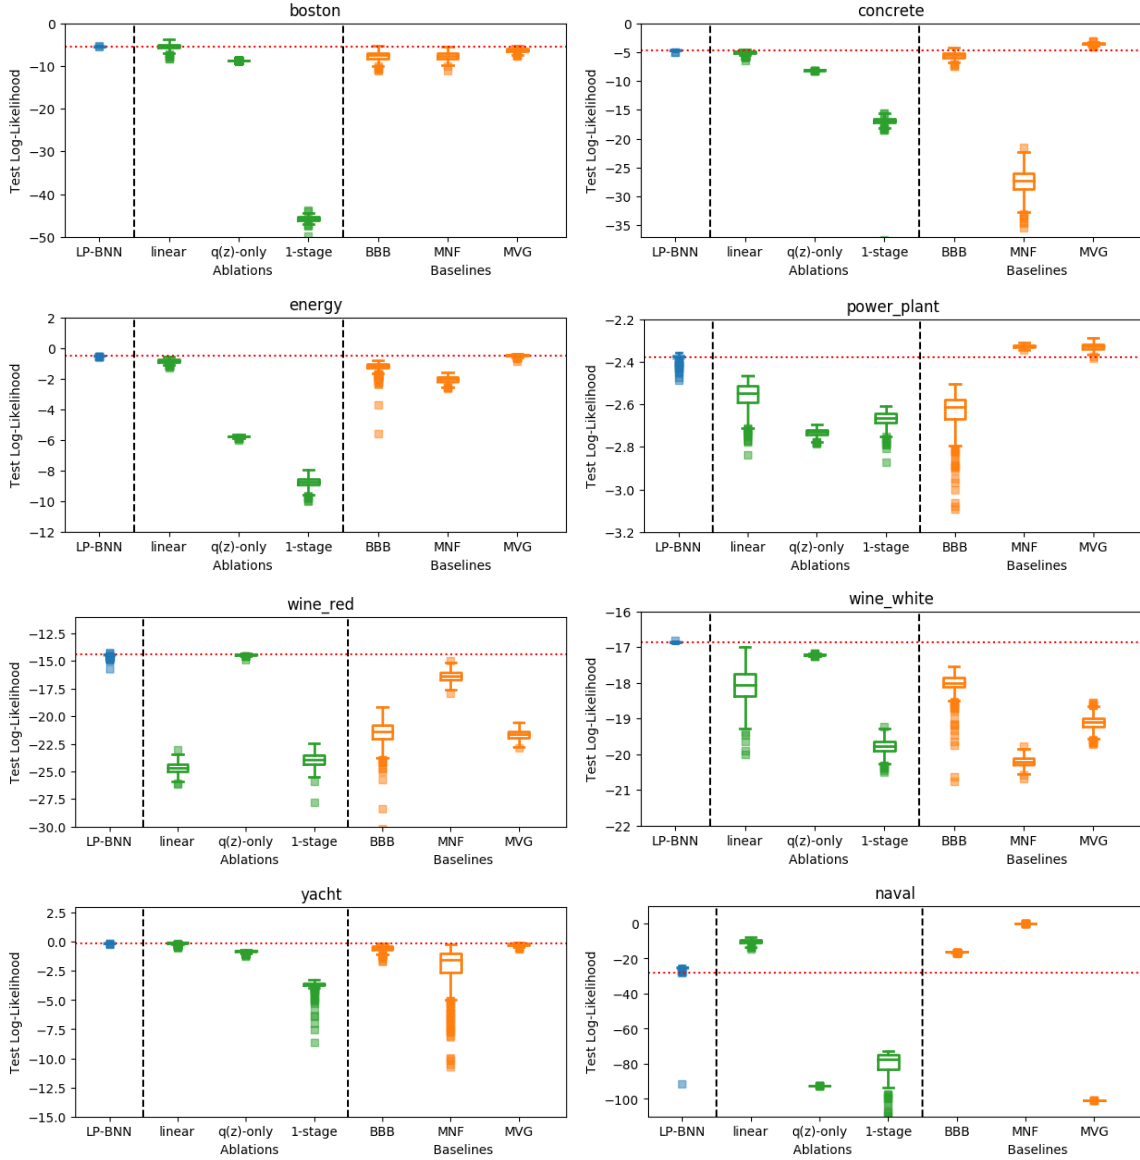 boston
0
−10
−20
−30
−40
−50
Test Log-Likelihood
LP-BNN linear q(z)-only 1-stage BBB MNF MVG
Ablations Baselines
concrete
0
−5
−10
−15
−20
−25
−30
−35
Test Log-Likelihood
LP-BNN linear q(z)-only 1-stage BBB MNF MVG
Ablations Baselines
energy
2
0
−2
−4
−6
−8
−10
−12
Test Log-Likelihood
LP-BNN linear q(z)-only 1-stage BBB MNF MVG
Ablations Baselines
power_plant
−2.2
−2.4
−2.6
−2.8
−3.0
−3.2
Test Log-Likelihood
LP-BNN linear q(z)-only 1-stage BBB MNF MVG
Ablations Baselines
wine_red
−12.5
−15.0
−17.5
−20.0
−22.5
−25.0
−27.5
−30.0
Test Log-Likelihood
LP-BNN linear q(z)-only 1-stage BBB MNF MVG
Ablations Baselines
wine_white
−16
−17
−18
−19
−20
−21
−22
Test Log-Likelihood
LP-BNN linear q(z)-only 1-stage BBB MNF MVG
Ablations Baselines
yacht
2.5
0.0
−2.5
−5.0
−7.5
−10.0
−12.5
−15.0
Test Log-Likelihood
LP-BNN linear q(z)-only 1-stage BBB MNF MVG
Ablations Baselines
naval
0
−20
−40
−60
−80
−100
Test Log-Likelihood
LP-BNN linear q(z)-only 1-stage BBB MNF MVG
Ablations Baselines